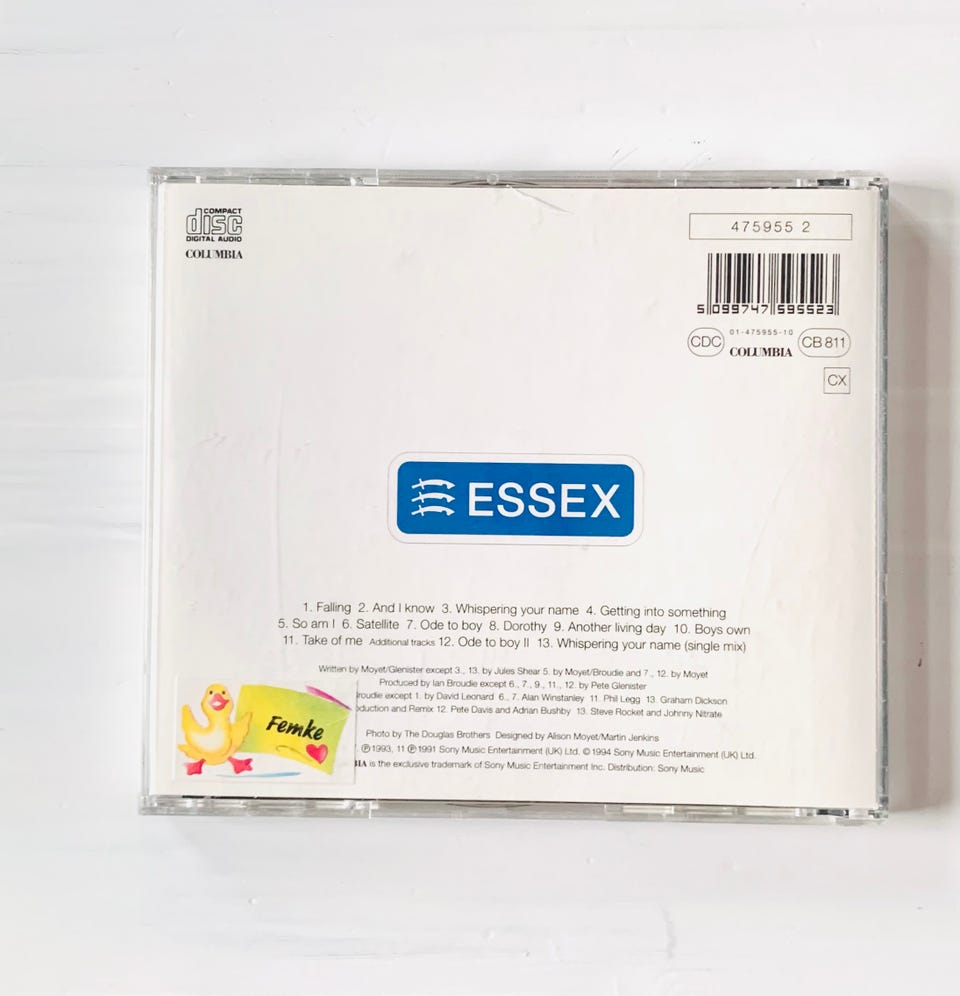 COMPACT
disc
DIGITAL AUDIO
COLUMBIA
475955 2
5 099747 595523
CDC 01-475955-10 COLUMBIA CB 811
CX
ESSEX
1. Falling 2. And I know 3. Whispering your name 4. Getting into something
5. So am I 6. Satellite 7. Ode to boy 8. Dorothy 9. Another living day 10. Boys own
11. Take of me Additional tracks 12. Ode to boy II 13. Whispering your name (single mix)
Written by Moyet/Glenister except 3., 13. by Jules Shear 5. by Moyet/Broudie and 7., 12. by Moyet
Produced by Ian Broudie except 6., 7., 9., 11., 12. by Pete Glenister
roudie except 1. by David Leonard 6., 7. Alan Winstanley 11. Phil Legg 13. Graham Dickson
oduction and Remix 12. Pete Davis and Adrian Bushby 13. Steve Rocket and Johnny Nitrate
Photo by The Douglas Brothers Designed by Alison Moyet/Martin Jenkins
℗1993, 11 ℗1991 Sony Music Entertainment (UK) Ltd. ©1994 Sony Music Entertainment (UK) Ltd.
IA is the exclusive trademark of Sony Music Entertainment Inc. Distribution: Sony Music
Femke